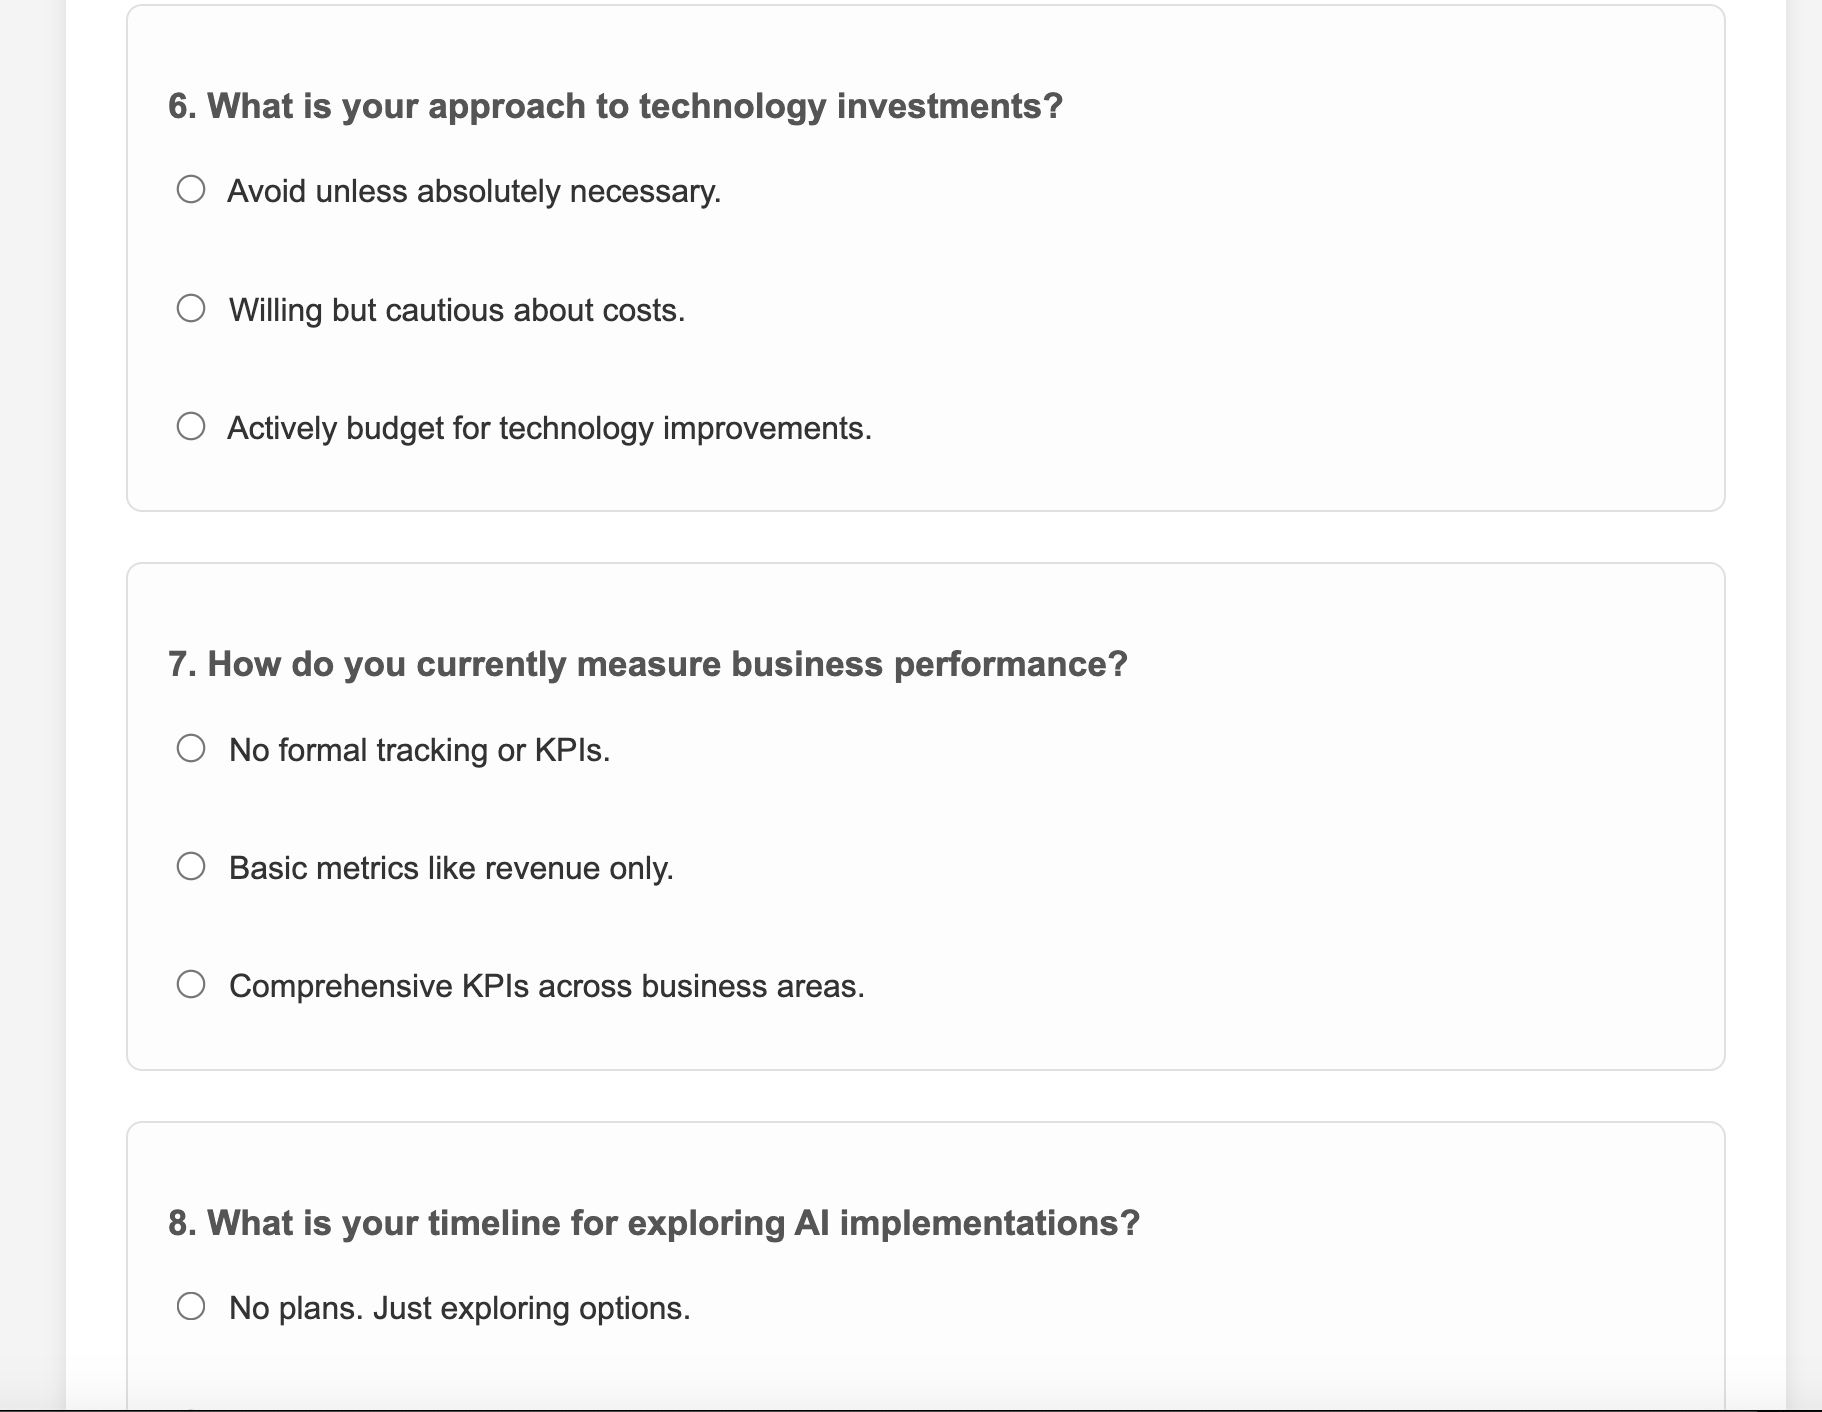 6. What is your approach to technology investments?
Avoid unless absolutely necessary.
Willing but cautious about costs.
Actively budget for technology improvements.
7. How do you currently measure business performance?
No formal tracking or KPIs.
Basic metrics like revenue only.
Comprehensive KPIs across business areas.
8. What is your timeline for exploring AI implementations?
No plans. Just exploring options.